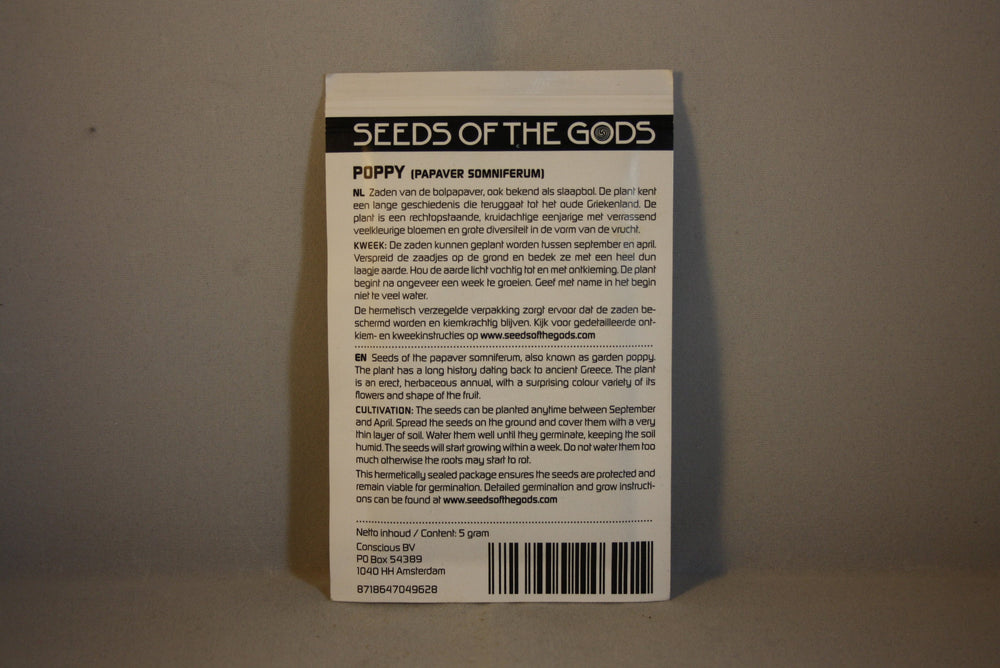 SEEDS OF THE GODS
POPPY (PAPAVER SOMNIFERUM)
NL Zaden van de bolpapaver, ook bekend als slaapbol. De plant kent
een lange geschiedenis die teruggaat tot het oude Griekenland. De
plant is een rechtopstaande, kruidachtige eenjarige met verrassend
veelkleurige bloemen en grote diversiteit in de vorm van de vrucht.
KWEEK: De zaden kunnen geplant worden tussen september en april.
Verspreid de zaadjes op de grond en bedek ze met een heel dun
laagje aarde. Hou de aarde licht vochtig tot en met ontkieming. De plant
begint na ongeveer een week te groeien. Geef met name in het begin
niet te veel water.
De hermetisch verzegelde verpakking zorgt ervoor dat de zaden be-
schermd worden en kiemkrachtig blijven. Kijk voor gedetailleerde ont-
kiem- en kweekinstructies op www.seedsofthegods.com
EN Seeds of the papaver somniferum, also known as garden poppy.
The plant has a long history dating back to ancient Greece. The plant
is an erect, herbaceous annual, with a surprising colour variety of its
flowers and shape of the fruit.
CULTIVATION: The seeds can be planted anytime between September
and April. Spread the seeds on the ground and cover them with a very
thin layer of soil. Water them well until they germinate, keeping the soil
humid. The seeds will start growing within a week. Do not water them too
much otherwise the roots may start to rot.
This hermetically sealed package ensures the seeds are protected and
remain viable for germination. Detailed germination and grow instructi-
ons can be found at www.seedsofthegods.com
Netto inhoud / Content: 5 gram
Conscious BV
PO Box 54389
1040 HH Amsterdam
8718647049628